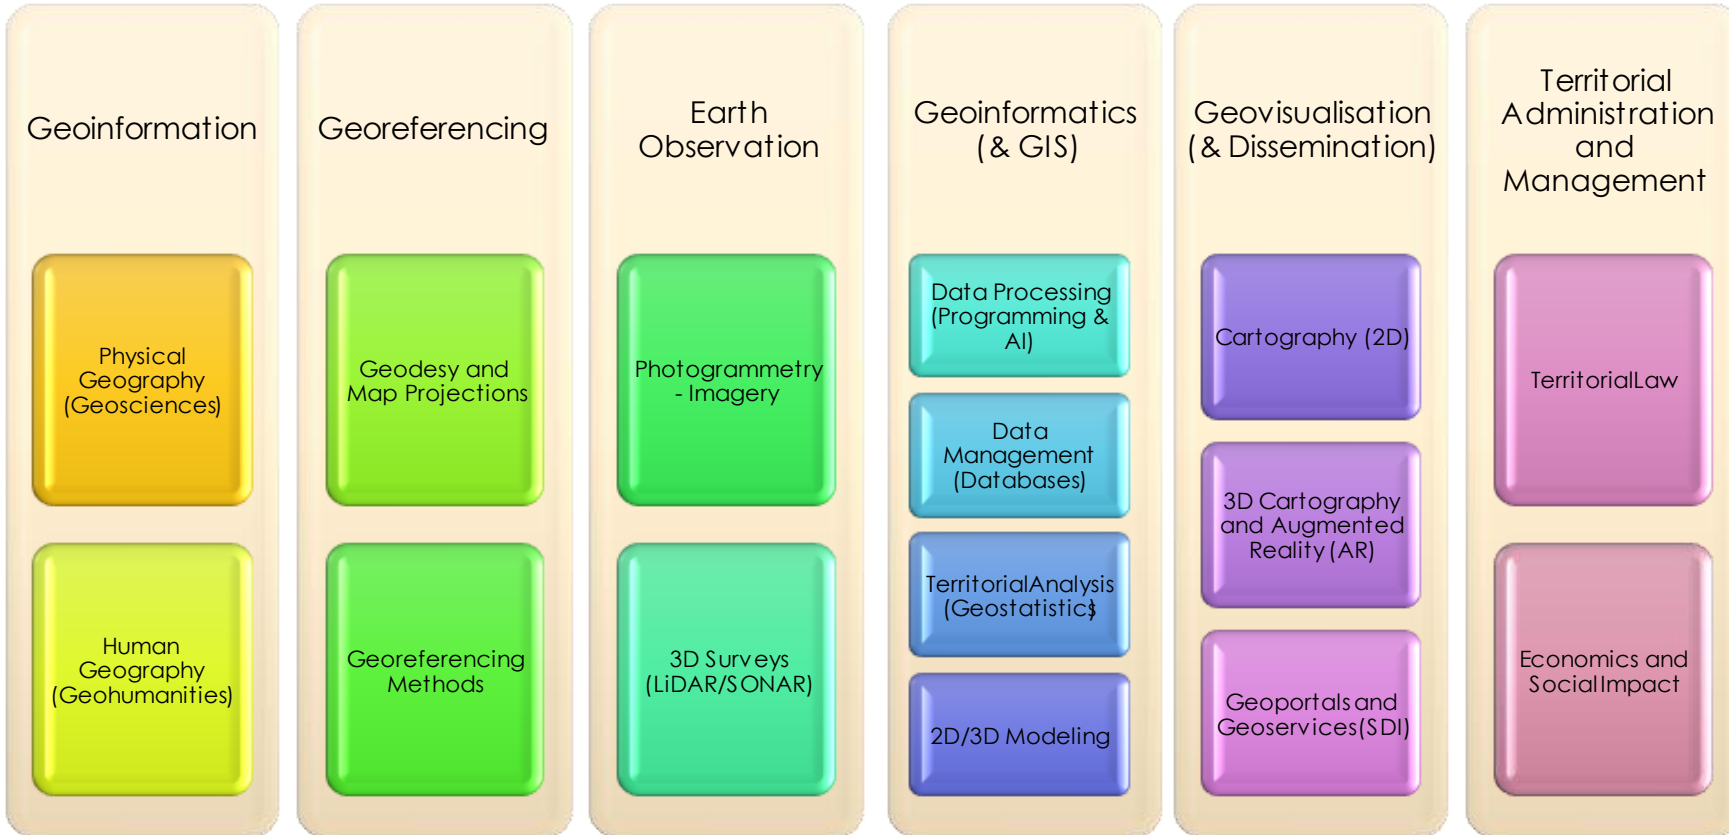 Geoinformation
Physical
Geography
(Geosciences)
Human
Geography
(Geohumanities)
Georeferencing
Geodesy and
Map Projections
Georeferencing
Methods
Earth
Observation
Photogrammetry
- Imagery
3D Surveys
(LiDAR/SONAR)
Geoinformatics
(& GIS)
Data Processing
(Programming &
AI)
Data
Management
(Databases)
TerritorialAnalysis
(Geostatistics)
2D/3D Modeling
Geovisualisation
(& Dissemination)
Cartography (2D)
3D Cartography
and Augmented
Reality (AR)
Geoportals and
Geoservices(SDI)
Territorial
Administration
and
Management
TerritorialLaw
Economics and
SocialImpact